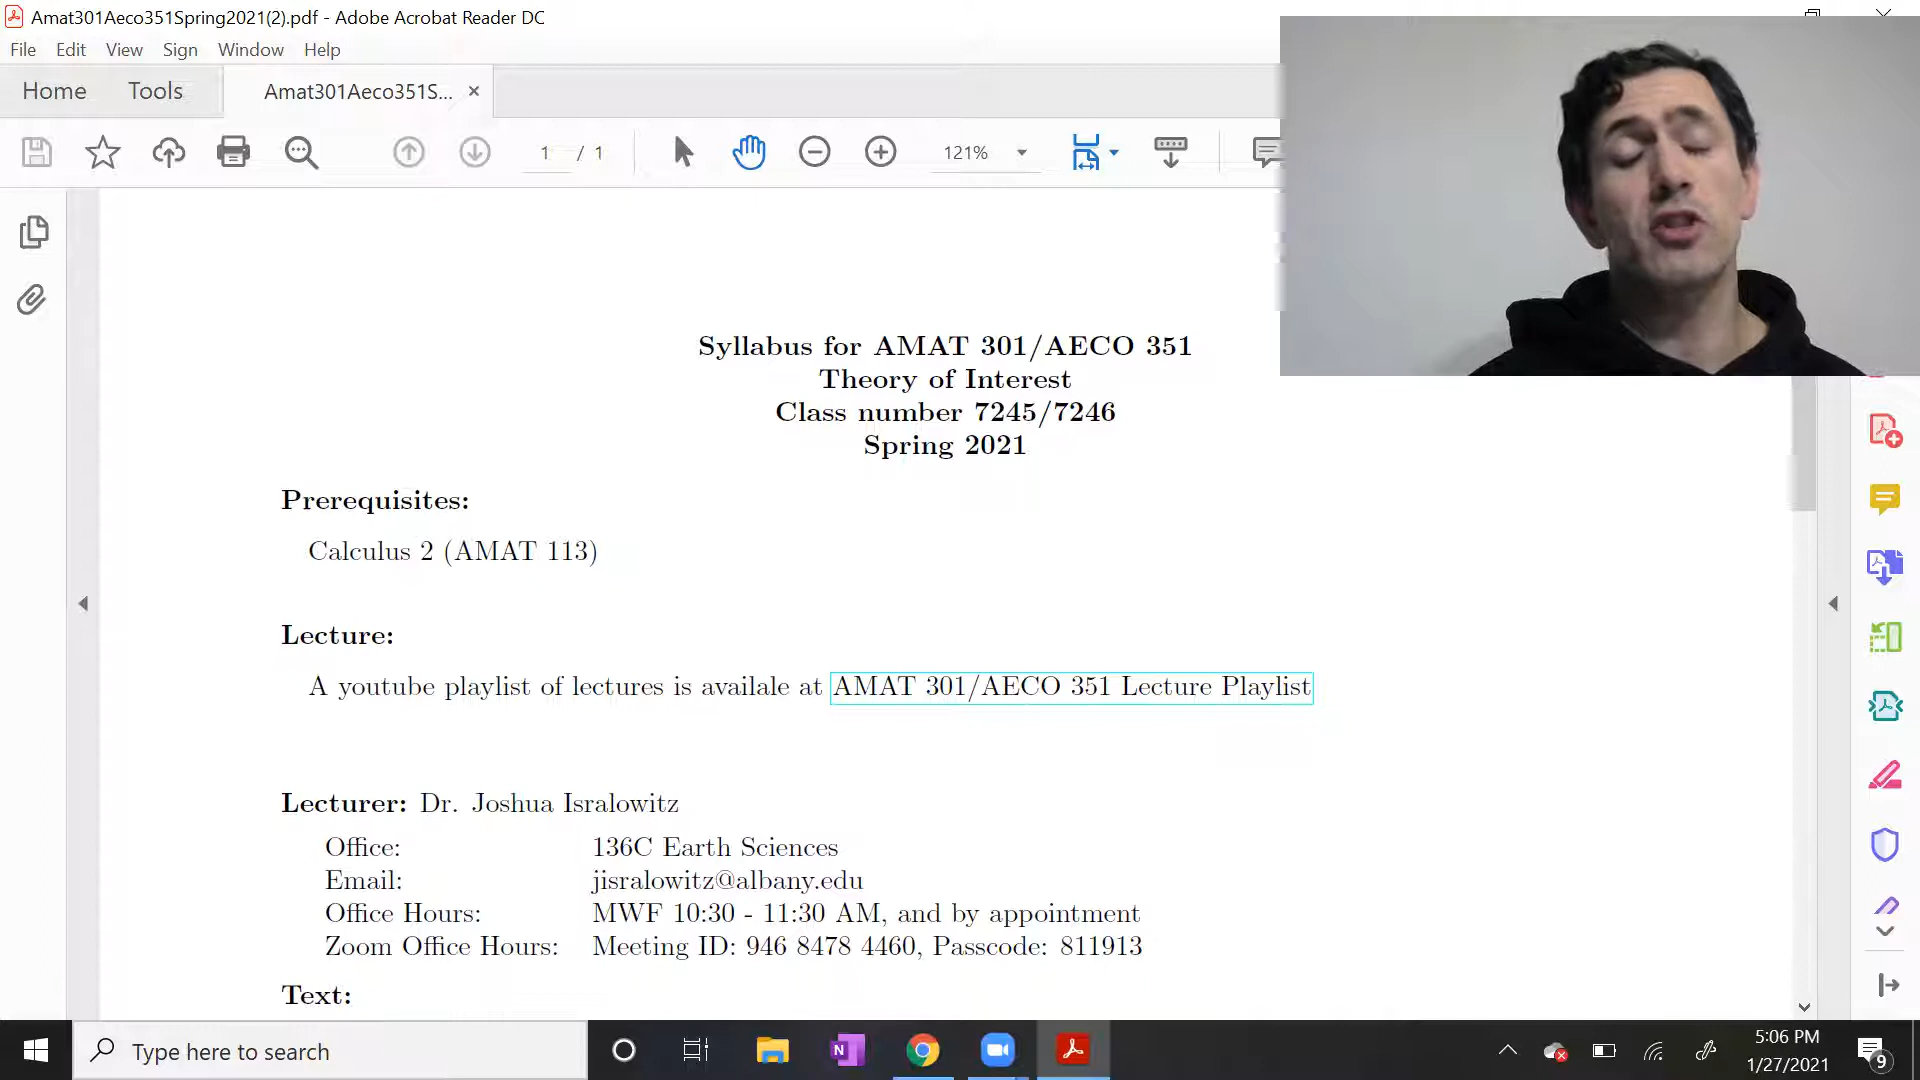 Amat301Aeco351Spring2021(2).pdf - Adobe Acrobat Reader DC
File Edit View Sign Window Help
Home Tools Amat301Aeco351S... ×
1 / 1 121%
Syllabus for AMAT 301/AECO 351
Theory of Interest
Class number 7245/7246
Spring 2021
Prerequisites:
Calculus 2 (AMAT 113)
Lecture:
A youtube playlist of lectures is availale at AMAT 301/AECO 351 Lecture Playlist
Lecturer: Dr. Joshua Isralowitz
Office: 136C Earth Sciences
Email: jisralowitz@albany.edu
Office Hours: MWF 10:30 - 11:30 AM, and by appointment
Zoom Office Hours: Meeting ID: 946 8478 4460, Passcode: 811913
Text:
Type here to search
N
5:06 PM
1/27/2021
9